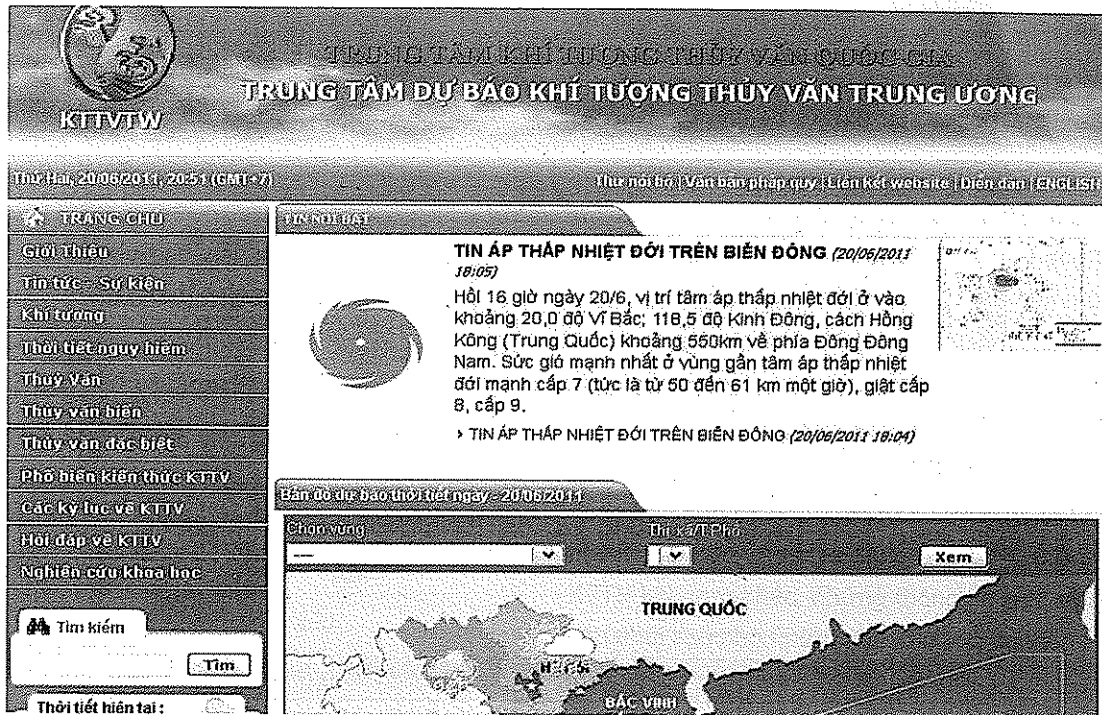 TRUNG TÂM KHÍ TƯỢNG THỦY VĂN QUỐC GIA
TRUNG TÂM DỰ BÁO KHÍ TƯỢNG THỦY VĂN TRUNG ƯƠNG
KTTVTW
Thứ Hai, 20/06/2011, 20:51 (GMT+7)
Thư nội bộ | Văn bản pháp quy | Liên kết website | Diễn đàn | ENGLISH
TRANG CHỦ
Giới Thiệu
Tin tức - Sự kiện
Khí tượng
Thời tiết nguy hiểm
Thuỷ Văn
Thủy văn biển
Thủy văn đặc biệt
Phổ biến kiến thức KTTV
Các kỷ lục về KTTV
Hỏi đáp về KTTV
Nghiên cứu khoa học
Tìm kiếm
Tìm
Thời tiết hiện tại :
TIN NỔI BẬT
TIN ÁP THẤP NHIỆT ĐỚI TRÊN BIỂN ĐÔNG (20/06/2011
18:05)
Hồi 16 giờ ngày 20/6, vị trí tâm áp thấp nhiệt đới ở vào
khoảng 20,0 độ Vĩ Bắc; 118,5 độ Kinh Đông, cách Hồng
Kông (Trung Quốc) khoảng 550km về phía Đông Đông
Nam. Sức gió mạnh nhất ở vùng gần tâm áp thấp nhiệt
đới mạnh cấp 7 (tức là từ 50 đến 61 km một giờ), giật cấp
8, cấp 9.
› TIN ÁP THẤP NHIỆT ĐỚI TRÊN BIỂN ĐÔNG (20/06/2011 18:04)
Bản đồ dự báo thời tiết ngày - 20/06/2011
Chọn vùng
Thị xã/T.Phố
---
Xem
TRUNG QUỐC
BẮC VỊNH